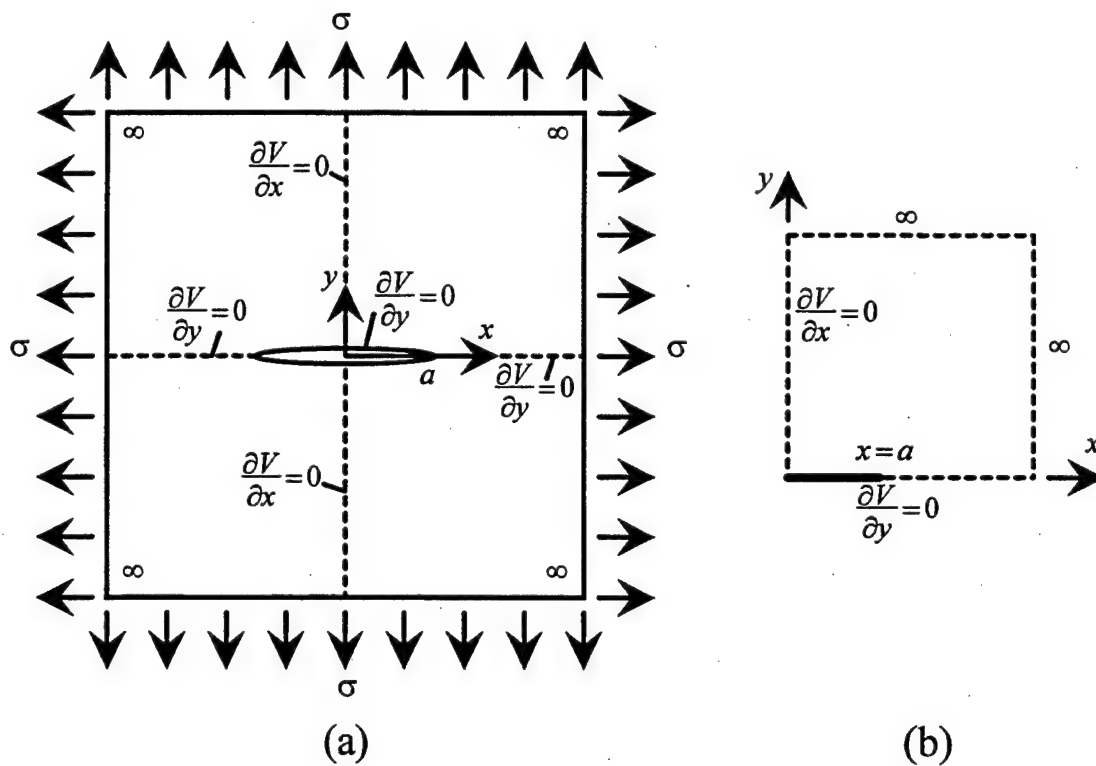 σ
∞ ∞
∂V/∂x=0
y
∂V/∂y=0
∂V/∂y=0
x
σ
σ
a
∂V/∂y=0
∂V/∂x=0
∞ ∞
σ
(a)
y
∞
∂V/∂x=0
∞
x=a
x
∂V/∂y=0
(b)